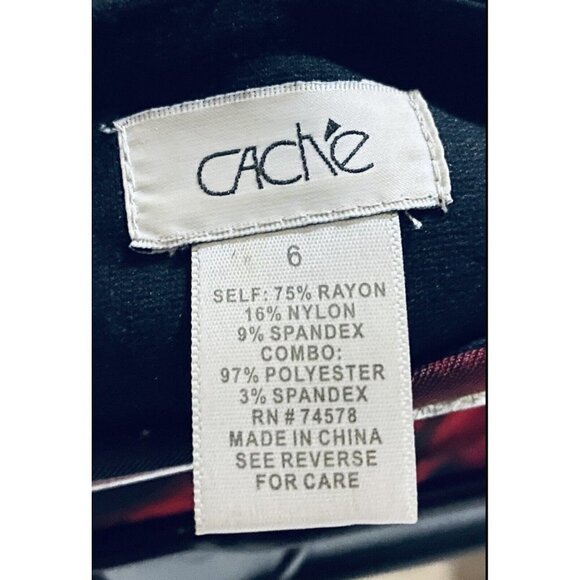 CAChé
6
SELF: 75% RAYON
16% NYLON
9% SPANDEX
COMBO:
97% POLYESTER
3% SPANDEX
RN # 74578
MADE IN CHINA
SEE REVERSE
FOR CARE